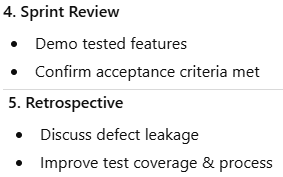 4. Sprint Review
• Demo tested features
• Confirm acceptance criteria met
5. Retrospective
• Discuss defect leakage
• Improve test coverage & process